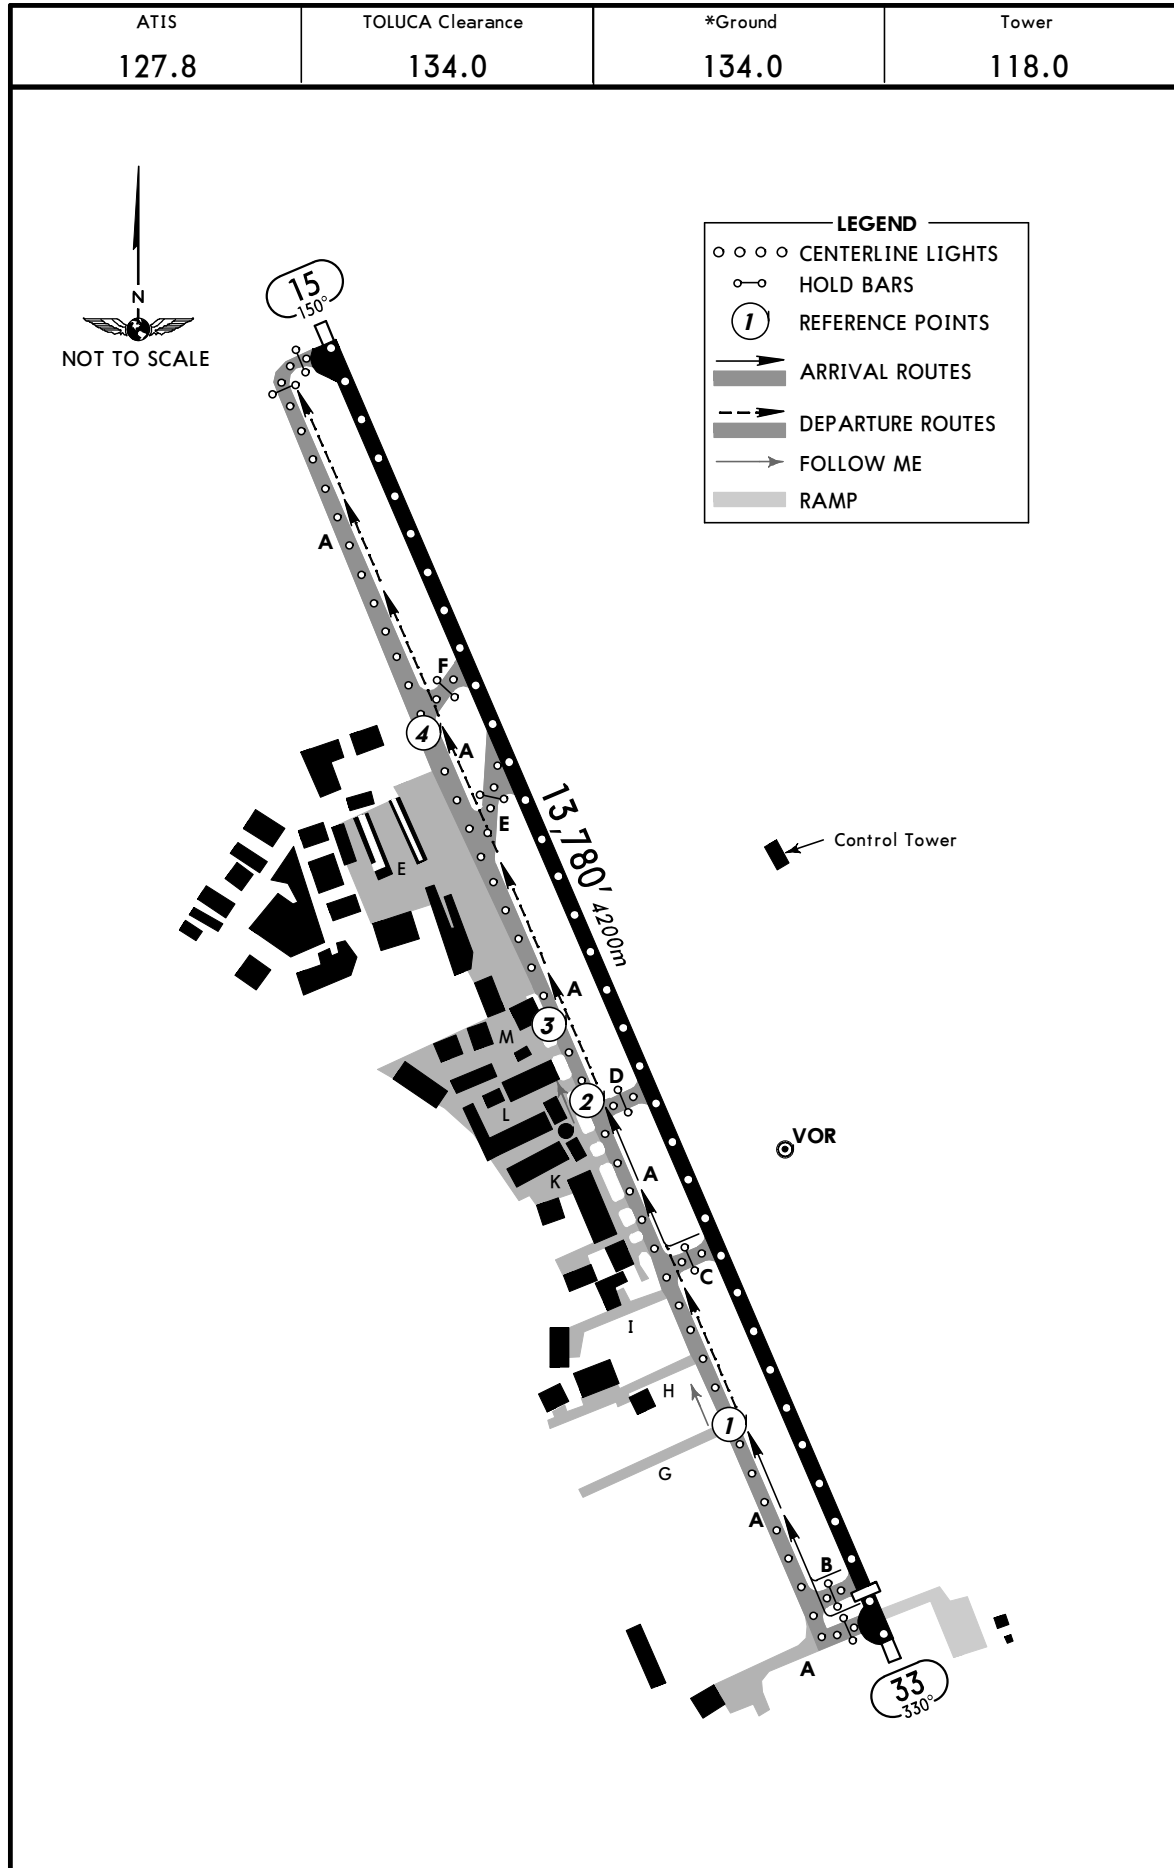 ATIS
127.8
TOLUCA Clearance
134.0
*Ground
134.0
Tower
118.0
N
NOT TO SCALE
LEGEND
CENTERLINE LIGHTS
HOLD BARS
1 REFERENCE POINTS
ARRIVAL ROUTES
DEPARTURE ROUTES
FOLLOW ME
RAMP
15
150°
A
F
4
A
E
13,780'
4200m
Control Tower
E
A
3
M
D
2
L
VOR
A
K
C
I
H
1
G
A
B
A
33
330°